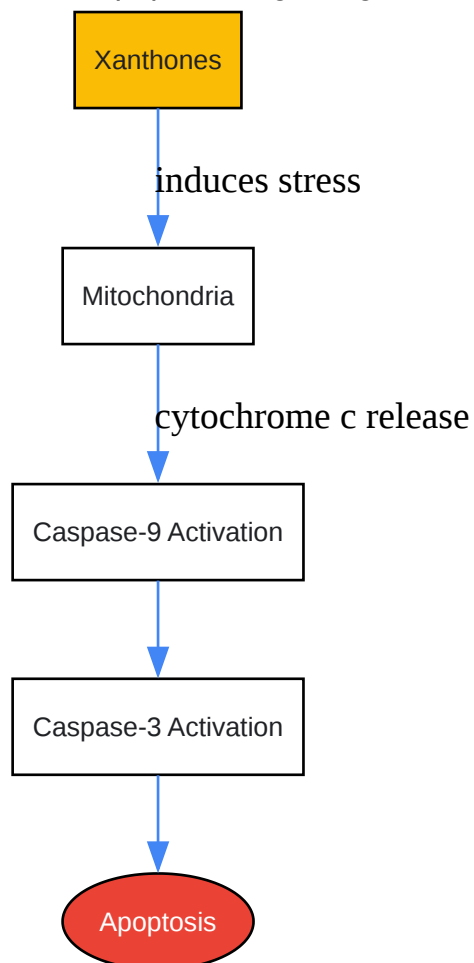 Xanthones
induces stress
Mitochondria
cytochrome c release
Caspase-9 Activation
Caspase-3 Activation
Apoptosis